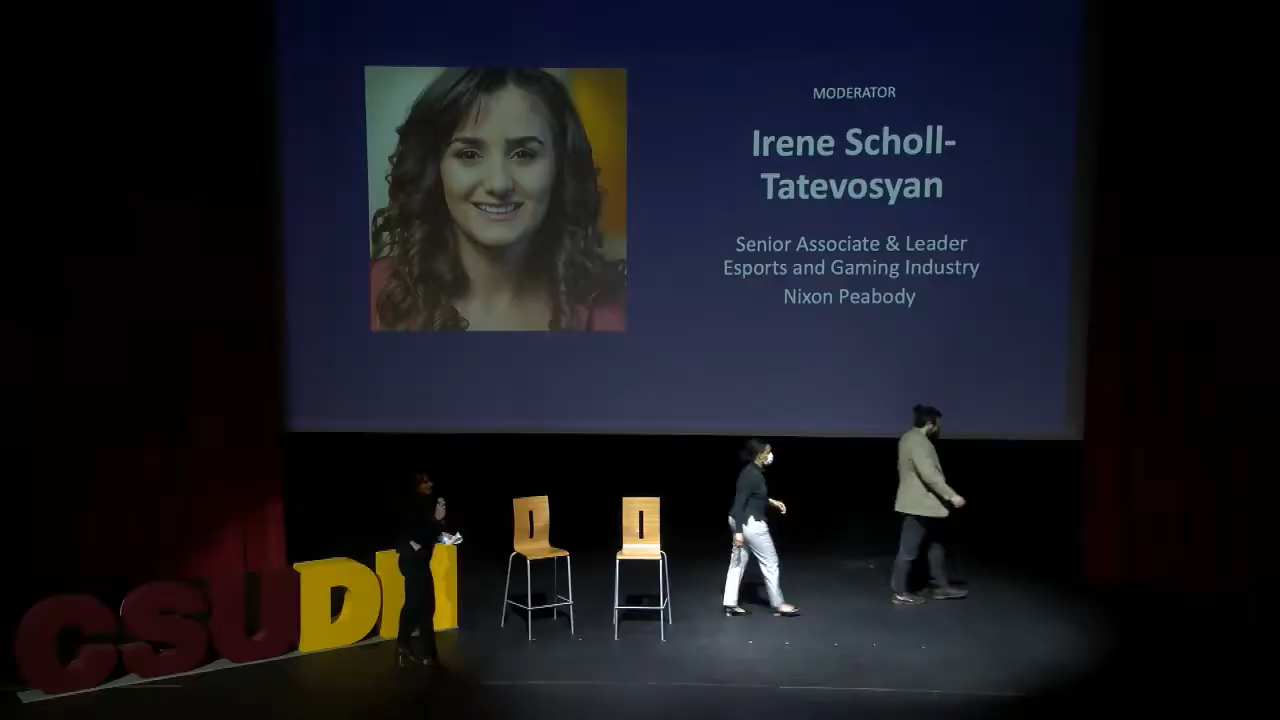 MODERATOR
Irene Scholl-
Tatevosyan
Senior Associate & Leader
Esports and Gaming Industry
Nixon Peabody
CSUDH